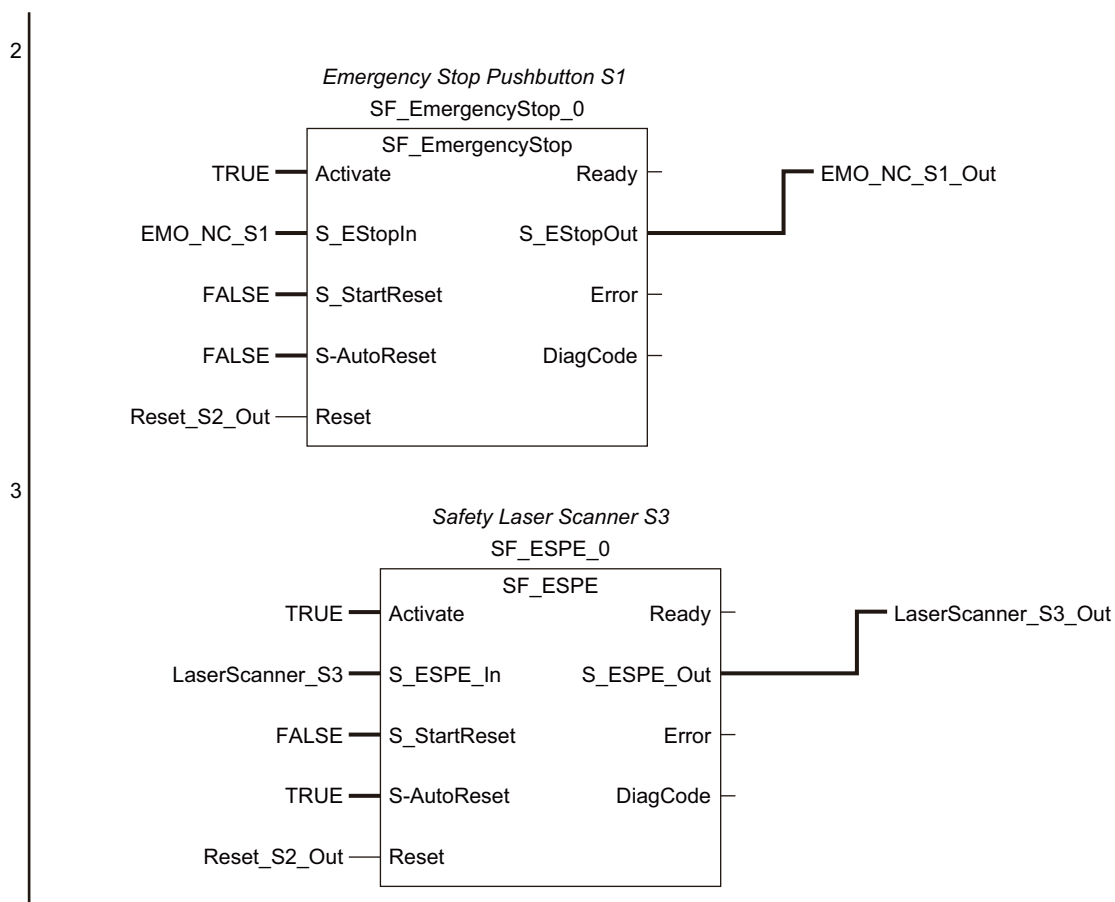 2
Emergency Stop Pushbutton S1
SF_EmergencyStop_0
SF_EmergencyStop
TRUE Activate Ready EMO_NC_S1_Out
EMO_NC_S1 S_EStopIn S_EStopOut
FALSE S_StartReset Error
FALSE S-AutoReset DiagCode
Reset_S2_Out Reset
3
Safety Laser Scanner S3
SF_ESPE_0
SF_ESPE
TRUE Activate Ready LaserScanner_S3_Out
LaserScanner_S3 S_ESPE_In S_ESPE_Out
FALSE S_StartReset Error
TRUE S-AutoReset DiagCode
Reset_S2_Out Reset